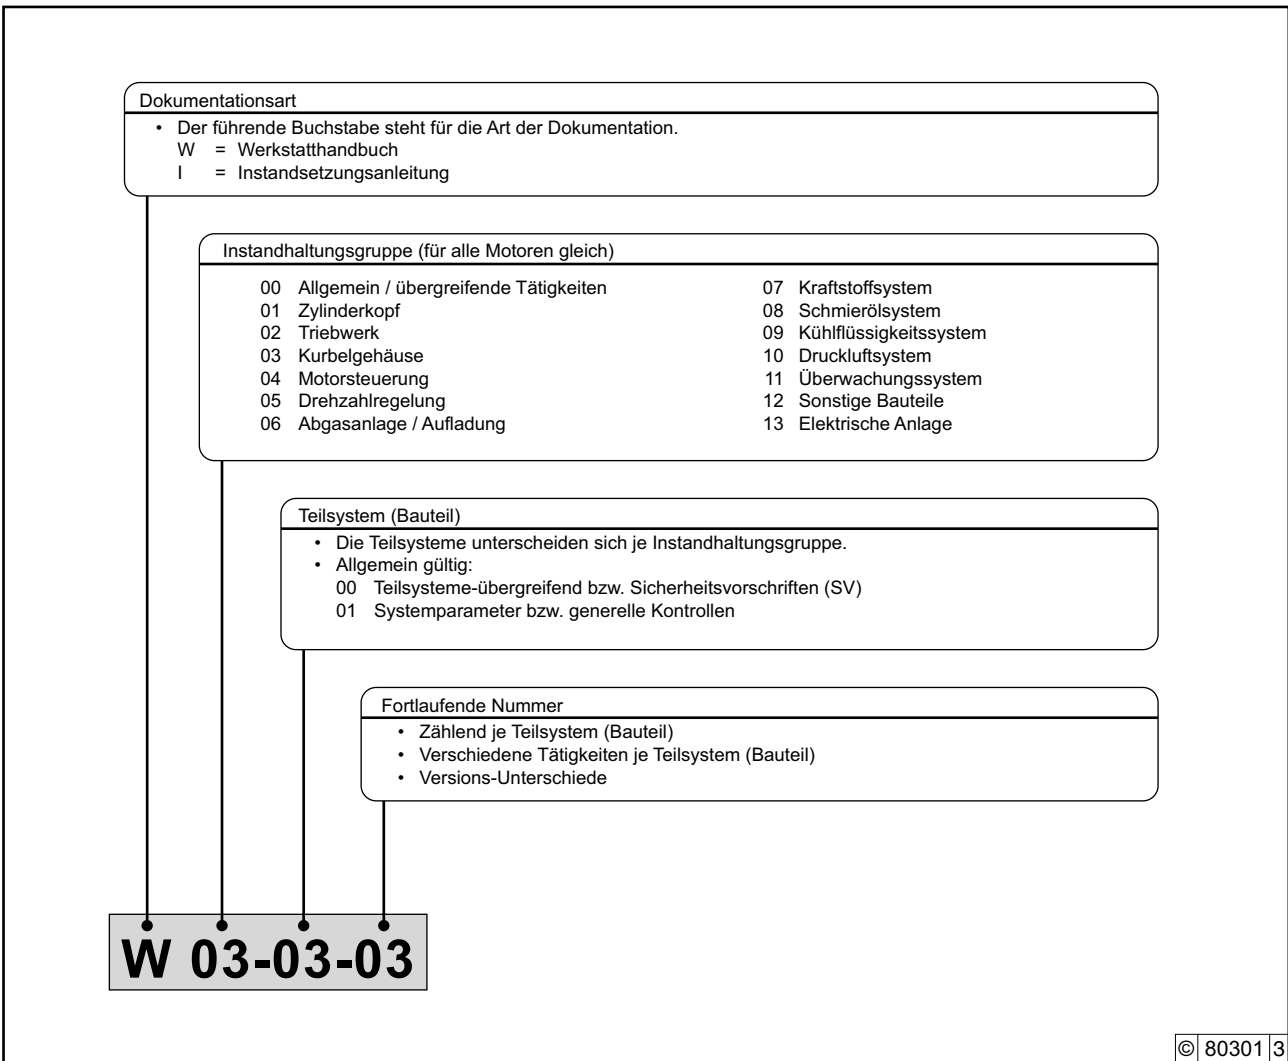 Dokumentationsart
• Der führende Buchstabe steht für die Art der Dokumentation.
W = Werkstatthandbuch
I = Instandsetzungsanleitung
Instandhaltungsgruppe (für alle Motoren gleich)
00 Allgemein / übergreifende Tätigkeiten
01 Zylinderkopf
02 Triebwerk
03 Kurbelgehäuse
04 Motorsteuerung
05 Drehzahlregelung
06 Abgasanlage / Aufladung
07 Kraftstoffsystem
08 Schmierölsystem
09 Kühlflüssigkeitssystem
10 Druckluftsystem
11 Überwachungssystem
12 Sonstige Bauteile
13 Elektrische Anlage
Teilsystem (Bauteil)
• Die Teilsysteme unterscheiden sich je Instandhaltungsgruppe.
• Allgemein gültig:
00 Teilsysteme-übergreifend bzw. Sicherheitsvorschriften (SV)
01 Systemparameter bzw. generelle Kontrollen
Fortlaufende Nummer
• Zählend je Teilsystem (Bauteil)
• Verschiedene Tätigkeiten je Teilsystem (Bauteil)
• Versions-Unterschiede
W 03-03-03
© 80301 3